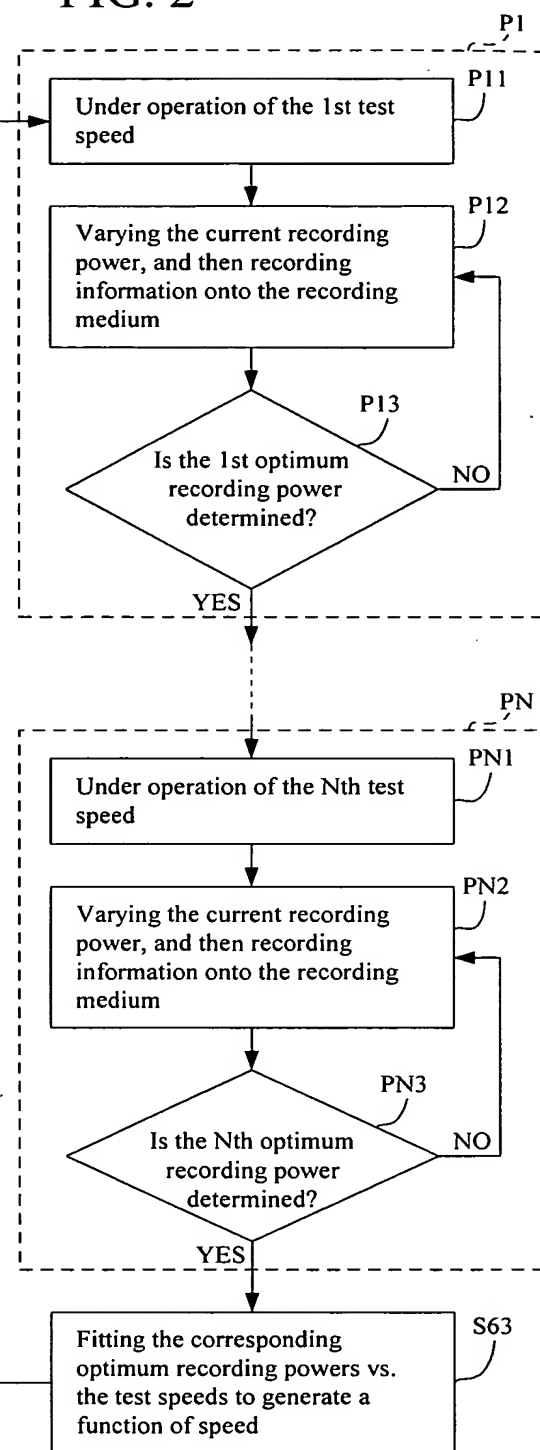 FIG. 2
P1
P11
Under operation of the 1st test
speed
P12
Varying the current recording
power, and then recording
information onto the recording
medium
P13
Is the 1st optimum
recording power
determined?
NO
YES
PN
PN1
Under operation of the Nth test
speed
PN2
Varying the current recording
power, and then recording
information onto the recording
medium
PN3
Is the Nth optimum
recording power
determined?
NO
YES
S63
Fitting the corresponding
optimum recording powers vs.
the test speeds to generate a
function of speed